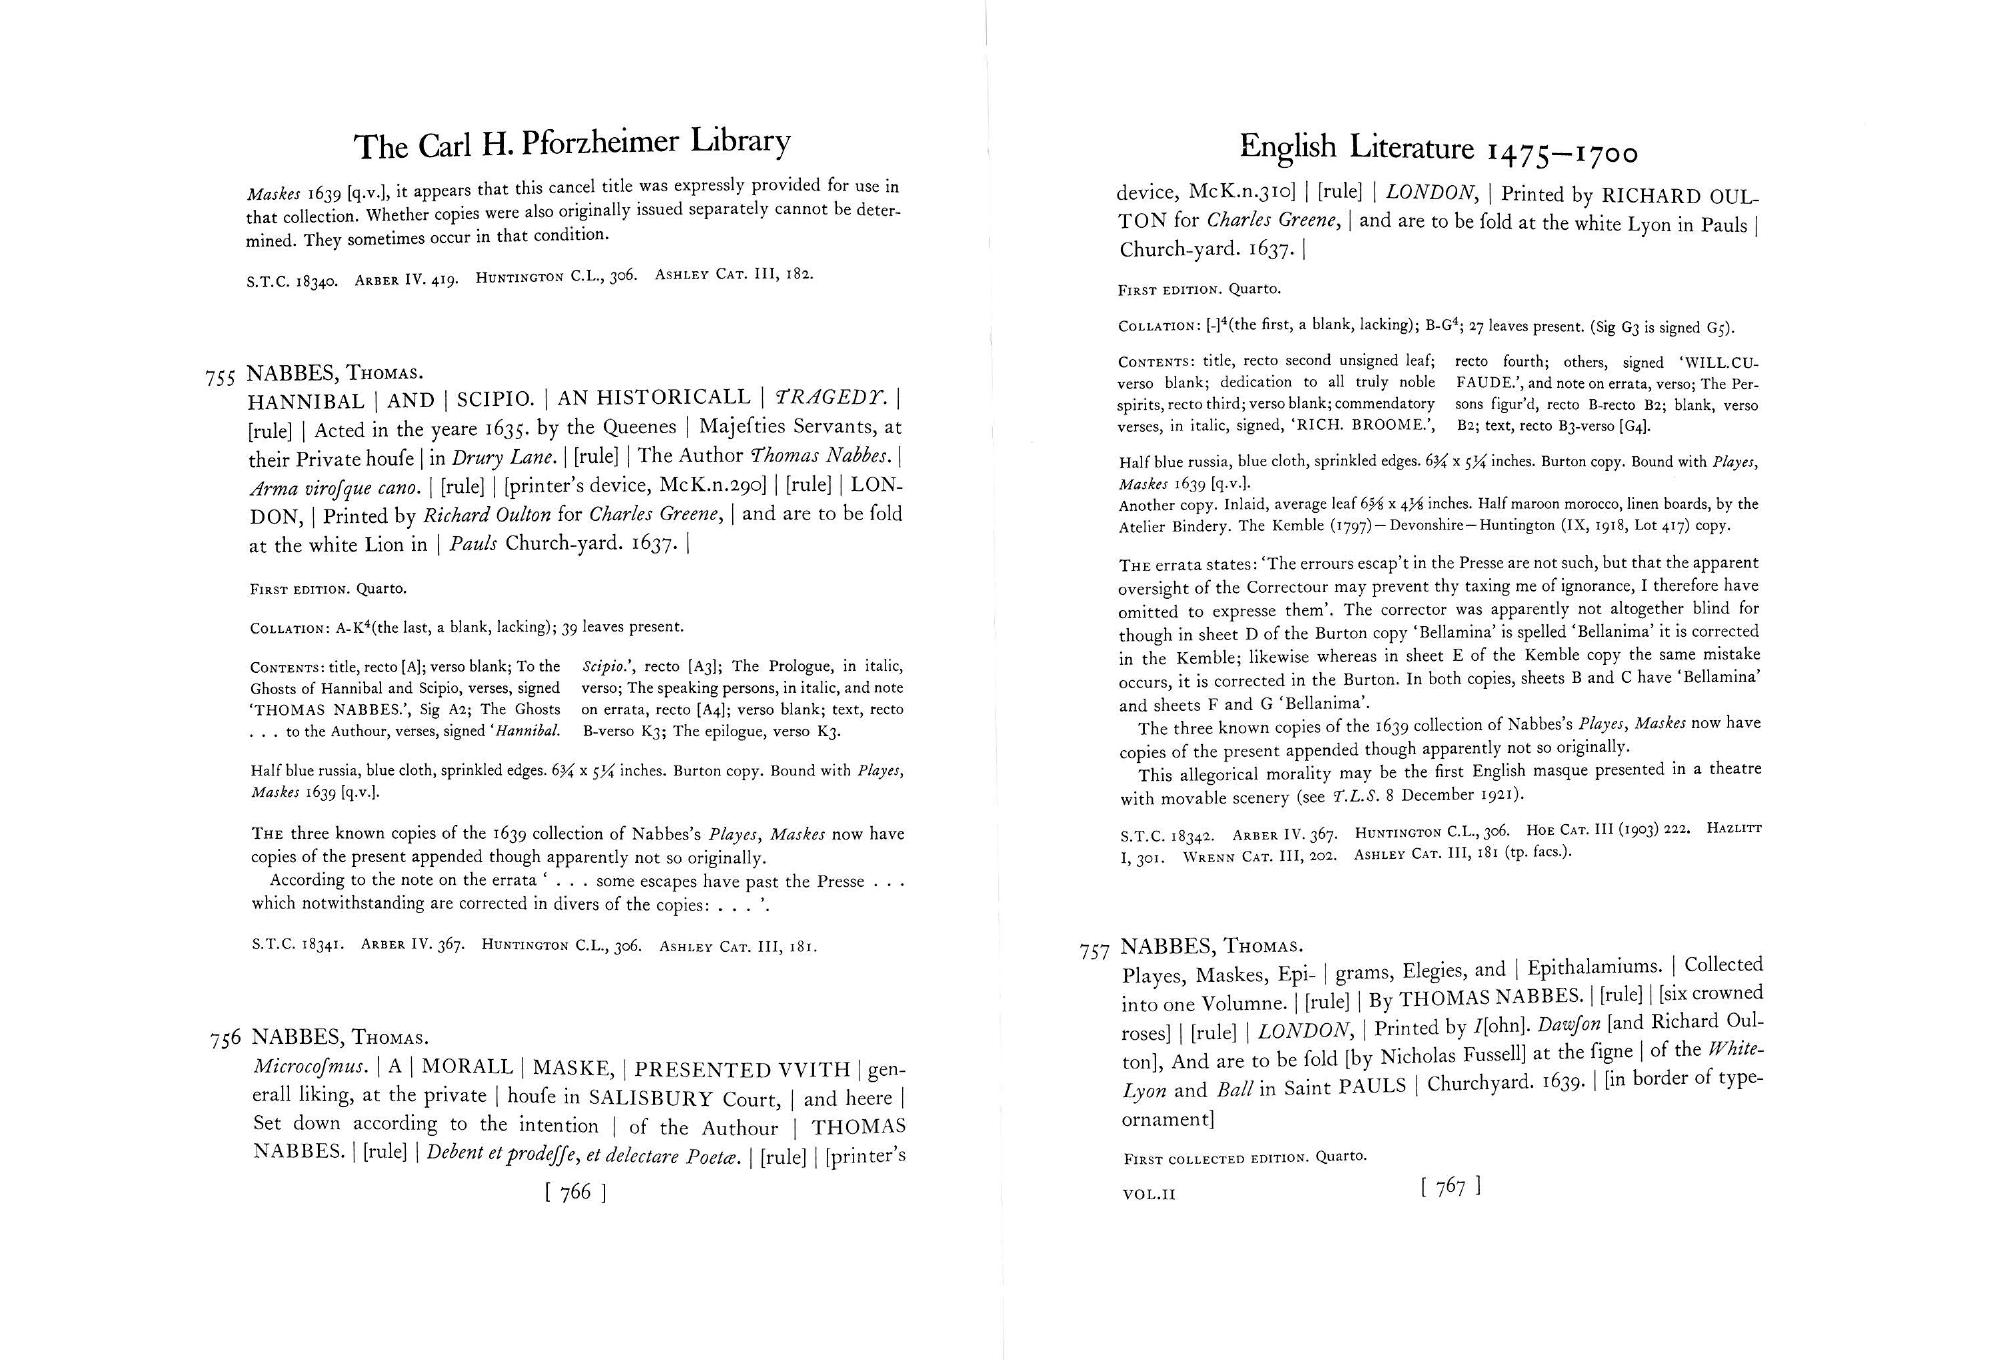 The Carl H. Pforzheimer Library
Maskes 1639 [q.v.], it appears that this cancel title was expressly provided for use in
that collection. Whether copies were also originally issued separately cannot be deter-
mined. They sometimes occur in that condition.
S.T.C. 18340. ARBER IV. 419. HUNTINGTON C.L., 306. ASHLEY CAT. III, 182.
755 NABBES, THOMAS.
HANNIBAL | AND | SCIPIO. | AN HISTORICALL | TRAGEDY. |
[rule] | Acted in the yeare 1635. by the Queenes | Majeſties Servants, at
their Private houſe | in Drury Lane. | [rule] | The Author Thomas Nabbes. |
Arma viroſque cano. | [rule] | [printer's device, McK.n.290] | [rule] | LON-
DON, | Printed by Richard Oulton for Charles Greene, | and are to be ſold
at the white Lion in | Pauls Church-yard. 1637. |
FIRST EDITION. Quarto.
COLLATION: A-K⁴(the last, a blank, lacking); 39 leaves present.
CONTENTS: title, recto [A]; verso blank; To the
Ghosts of Hannibal and Scipio, verses, signed
'THOMAS NABBES.', Sig A2; The Ghosts
. . . to the Authour, verses, signed 'Hannibal.
Scipio.', recto [A3]; The Prologue, in italic,
verso; The speaking persons, in italic, and note
on errata, recto [A4]; verso blank; text, recto
B-verso K3; The epilogue, verso K3.
Half blue russia, blue cloth, sprinkled edges. 6¾ x 5¼ inches. Burton copy. Bound with Playes,
Maskes 1639 [q.v.].
THE three known copies of the 1639 collection of Nabbes's Playes, Maskes now have
copies of the present appended though apparently not so originally.
According to the note on the errata ' . . . some escapes have past the Presse . . .
which notwithstanding are corrected in divers of the copies: . . . '.
S.T.C. 18341. ARBER IV. 367. HUNTINGTON C.L., 306. ASHLEY CAT. III, 181.
756 NABBES, THOMAS.
Microcoſmus. | A | MORALL | MASKE, | PRESENTED VVITH | gen-
erall liking, at the private | houſe in SALISBURY Court, | and heere |
Set down according to the intention | of the Authour | THOMAS
NABBES. | [rule] | Debent et prodeſſe, et delectare Poetæ. | [rule] | [printer's
[ 766 ]
English Literature 1475–1700
device, McK.n.310] | [rule] | LONDON, | Printed by RICHARD OUL-
TON for Charles Greene, | and are to be ſold at the white Lyon in Pauls |
Church-yard. 1637. |
FIRST EDITION. Quarto.
COLLATION: [-]⁴(the first, a blank, lacking); B-G⁴; 27 leaves present. (Sig G3 is signed G5).
CONTENTS: title, recto second unsigned leaf;
verso blank; dedication to all truly noble
spirits, recto third; verso blank; commendatory
verses, in italic, signed, 'RICH. BROOME.',
recto fourth; others, signed 'WILL.CU-
FAUDE.', and note on errata, verso; The Per-
sons figur'd, recto B-recto B2; blank, verso
B2; text, recto B3-verso [G4].
Half blue russia, blue cloth, sprinkled edges. 6¾ x 5¼ inches. Burton copy. Bound with Playes,
Maskes 1639 [q.v.].
Another copy. Inlaid, average leaf 6⅝ x 4⅛ inches. Half maroon morocco, linen boards, by the
Atelier Bindery. The Kemble (1797)—Devonshire—Huntington (IX, 1918, Lot 417) copy.
THE errata states: 'The errours escap't in the Presse are not such, but that the apparent
oversight of the Correctour may prevent thy taxing me of ignorance, I therefore have
omitted to expresse them'. The corrector was apparently not altogether blind for
though in sheet D of the Burton copy 'Bellamina' is spelled 'Bellanima' it is corrected
in the Kemble; likewise whereas in sheet E of the Kemble copy the same mistake
occurs, it is corrected in the Burton. In both copies, sheets B and C have 'Bellamina'
and sheets F and G 'Bellanima'.
The three known copies of the 1639 collection of Nabbes's Playes, Maskes now have
copies of the present appended though apparently not so originally.
This allegorical morality may be the first English masque presented in a theatre
with movable scenery (see T.L.S. 8 December 1921).
S.T.C. 18342. ARBER IV. 367. HUNTINGTON C.L., 306. HOE CAT. III (1903) 222. HAZLITT
I, 301. WRENN CAT. III, 202. ASHLEY CAT. III, 181 (tp. facs.).
757 NABBES, THOMAS.
Playes, Maskes, Epi- | grams, Elegies, and | Epithalamiums. | Collected
into one Volumne. | [rule] | By THOMAS NABBES. | [rule] | [six crowned
roses] | [rule] | LONDON, | Printed by I[ohn]. Dawſon [and Richard Oul-
ton], And are to be ſold [by Nicholas Fussell] at the ſigne | of the White-
Lyon and Ball in Saint PAULS | Churchyard. 1639. | [in border of type-
ornament]
FIRST COLLECTED EDITION. Quarto.
VOL.II
[ 767 ]